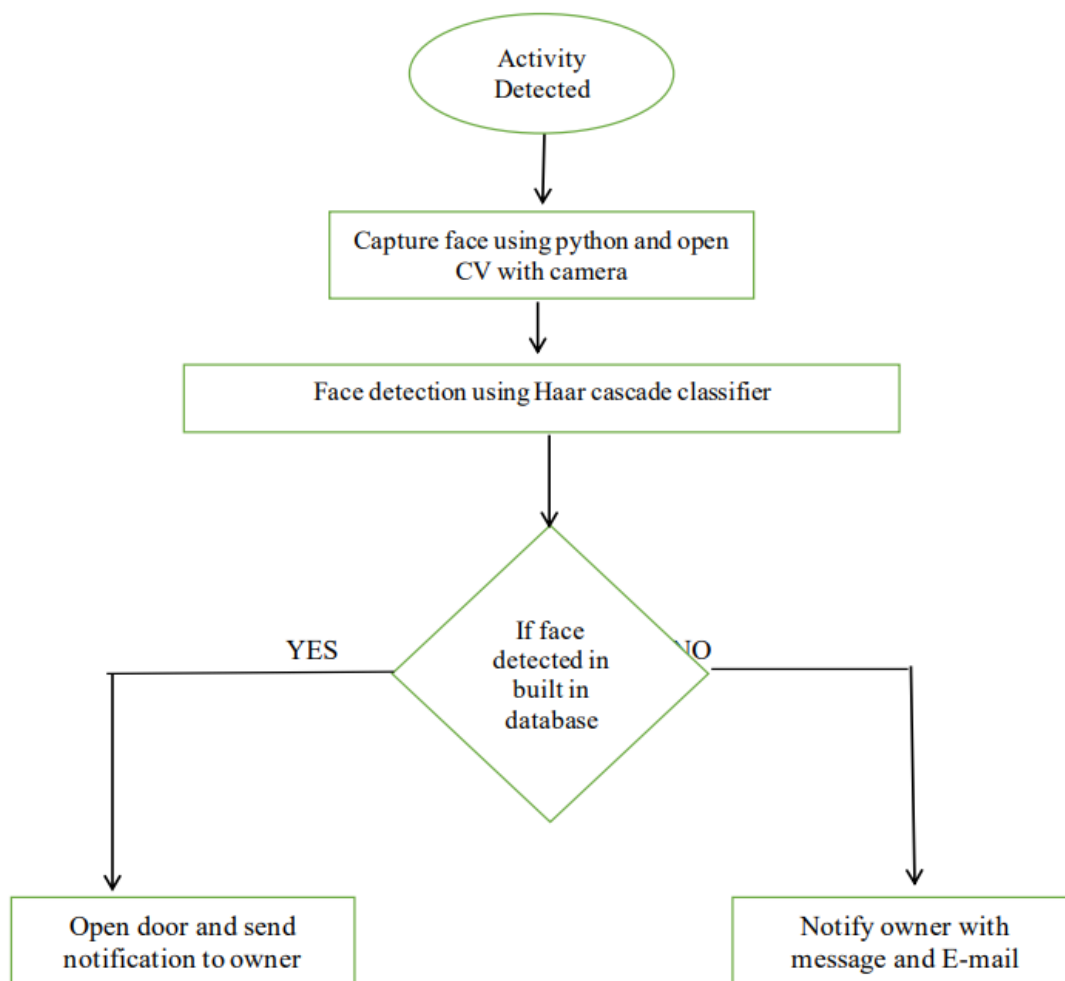 Activity
Detected
Capture face using python and open
CV with camera
Face detection using Haar cascade classifier
YES
NO
If face
detected in
built in
database
Open door and send
notification to owner
Notify owner with
message and E-mail